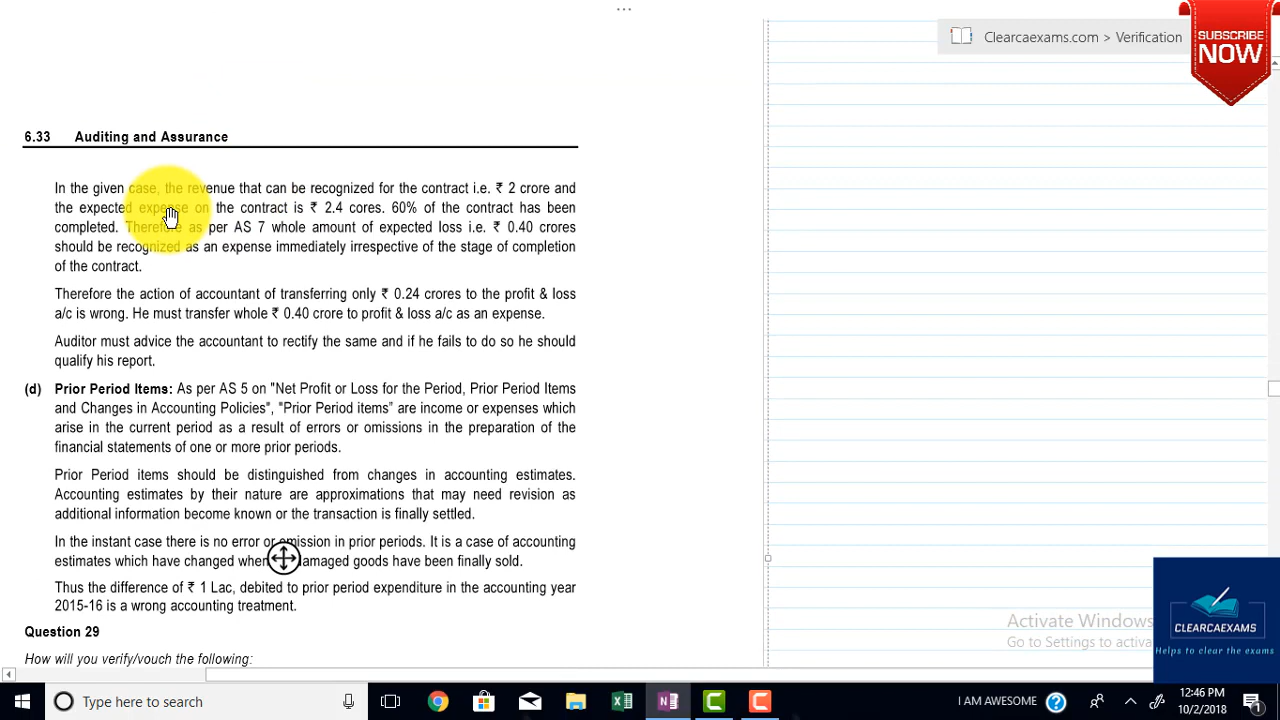 ...
Clearcaexams.com > Verification
SUBSCRIBE
NOW
6.33 Auditing and Assurance
In the given case, the revenue that can be recognized for the contract i.e. ₹ 2 crore and
the expected expense on the contract is ₹ 2.4 cores. 60% of the contract has been
completed. Therefore as per AS 7 whole amount of expected loss i.e. ₹ 0.40 crores
should be recognized as an expense immediately irrespective of the stage of completion
of the contract.
Therefore the action of accountant of transferring only ₹ 0.24 crores to the profit & loss
a/c is wrong. He must transfer whole ₹ 0.40 crore to profit & loss a/c as an expense.
Auditor must advice the accountant to rectify the same and if he fails to do so he should
qualify his report.
(d) Prior Period Items: As per AS 5 on "Net Profit or Loss for the Period, Prior Period Items
and Changes in Accounting Policies", "Prior Period items" are income or expenses which
arise in the current period as a result of errors or omissions in the preparation of the
financial statements of one or more prior periods.
Prior Period items should be distinguished from changes in accounting estimates.
Accounting estimates by their nature are approximations that may need revision as
additional information become known or the transaction is finally settled.
In the instant case there is no error or omission in prior periods. It is a case of accounting
estimates which have changed when damaged goods have been finally sold.
Thus the difference of ₹ 1 Lac, debited to prior period expenditure in the accounting year
2015-16 is a wrong accounting treatment.
Question 29
How will you verify/vouch the following:
Activate Windows
Go to Settings to activa
CLEARCAEXAMS
Helps to clear the exams
Type here to search
I AM AWESOME
12:46 PM
10/2/2018
1